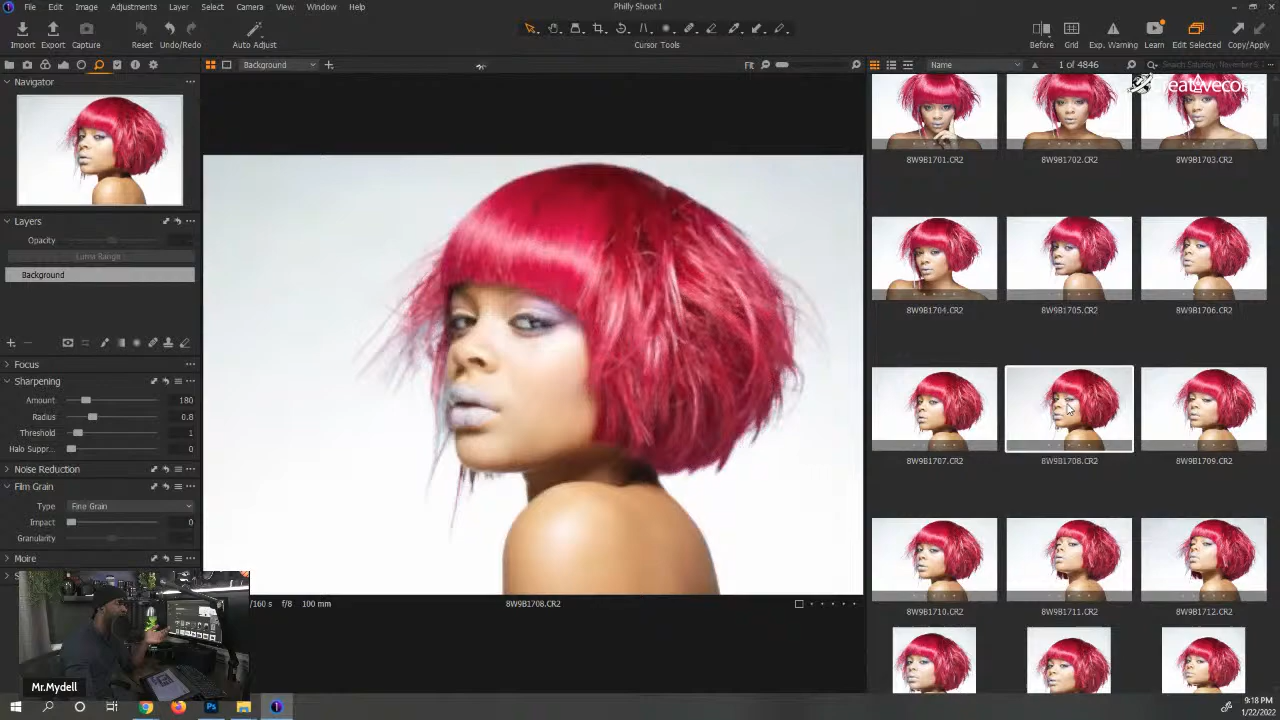 File Edit Image Adjustments Layer Select Camera View Window Help
Philly Shoot 1
Import Export Capture Reset Undo/Redo Auto Adjust Cursor Tools Before Grid Exp. Warning Learn Edit Selected Copy/Apply
Background Fit Name 1 of 4846
Navigator
Layers
Opacity
Luma Range
Background
Focus
Sharpening
Amount 180
Radius 0.8
Threshold 1
Halo Suppr... 0
Noise Reduction
Film Grain
Type Fine Grain
Impact 0
Granularity
Moire
/160 s f/8 100 mm 8W9B1708.CR2
8W9B1701.CR2 8W9B1702.CR2 8W9B1703.CR2
8W9B1704.CR2 8W9B1705.CR2 8W9B1706.CR2
8W9B1707.CR2 8W9B1708.CR2 8W9B1709.CR2
8W9B1710.CR2 8W9B1711.CR2 8W9B1712.CR2
Mr.Mydell
9:18 PM
1/22/2022